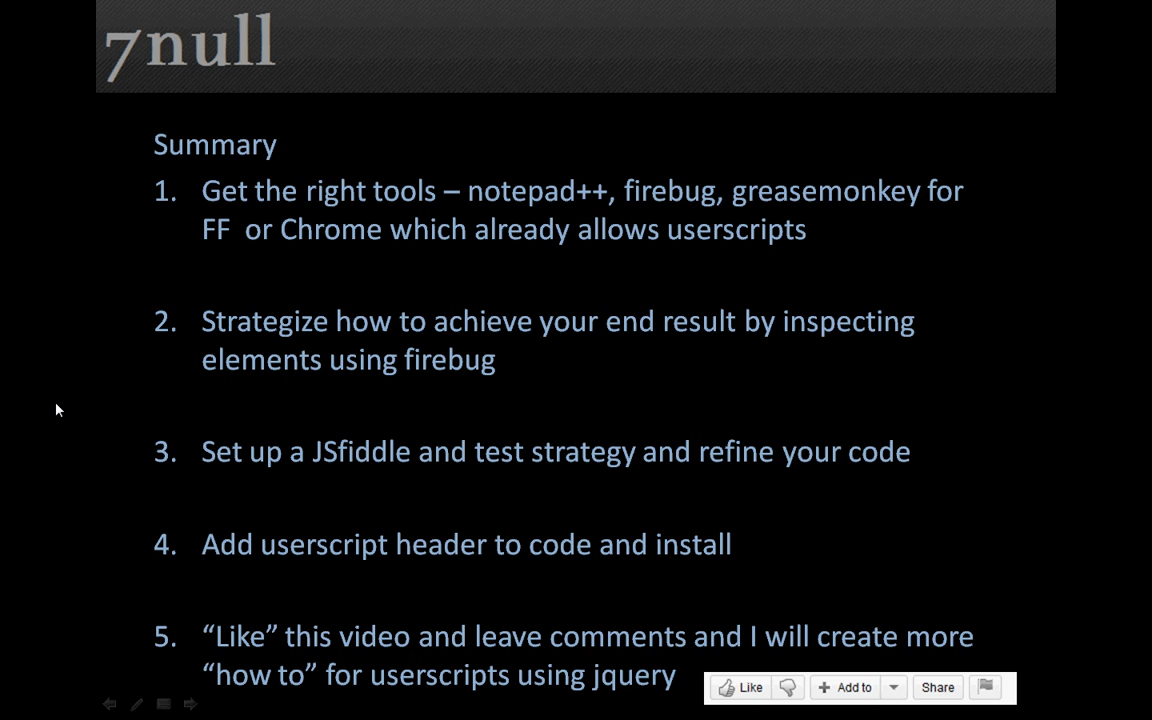 7null
Summary
1. Get the right tools – notepad++, firebug, greasemonkey for
FF or Chrome which already allows userscripts
2. Strategize how to achieve your end result by inspecting
elements using firebug
3. Set up a JSfiddle and test strategy and refine your code
4. Add userscript header to code and install
5. “Like” this video and leave comments and I will create more
“how to” for userscripts using jquery
Like Add to Share